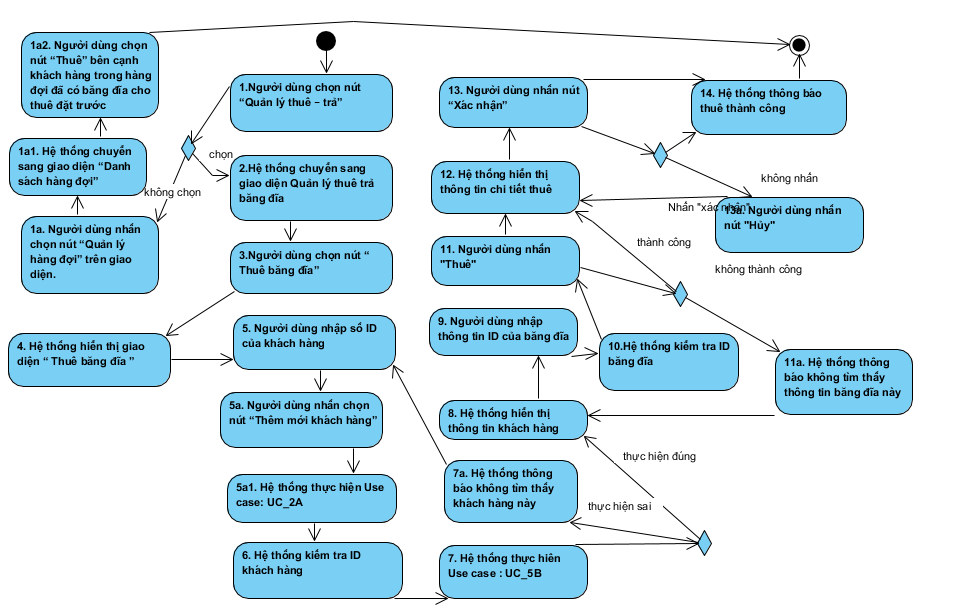 1a2. Người dùng chọn
nút “Thuê” bên cạnh
khách hàng trong hàng
đợi đã có băng đĩa cho
thuê đặt trước
1.Người dùng chọn nút
“Quản lý thuê – trả”
13. Người dùng nhấn nút
“Xác nhận”
14. Hệ thống thông báo
thuê thành công
1a1. Hệ thống chuyển
sang giao diện “Danh
sách hàng đợi”
chọn
không chọn
2.Hệ thống chuyển sang
giao diện Quản lý thuê trả
băng đĩa
12. Hệ thống hiển thị
thông tin chi tiết thuê
không nhấn
Nhấn "xác nhận"
13a. Người dùng nhấn
nút "Hủy"
1a. Người dùng nhấn
chọn nút “Quản lý
hàng đợi” trên giao
diện.
3.Người dùng chọn nút “
Thuê băng đĩa”
11. Người dùng nhấn
"Thuê"
thành công
không thành công
4. Hệ thống hiển thị giao
diện “ Thuê băng đĩa ”
5. Người dùng nhập số ID
của khách hàng
9. Người dùng nhập
thông tin ID của băng đĩa
10.Hệ thống kiểm tra ID
băng đĩa
11a. Hệ thống thông
báo không tìm thấy
thông tin băng đĩa này
5a. Người dùng nhấn chọn
nút “Thêm mới khách hàng”
8. Hệ thống hiển thị
thông tin khách hàng
thực hiện đúng
5a1. Hệ thống thực hiện Use
case: UC_2A
7a. Hệ thống thông
báo không tìm thấy
khách hàng này
thực hiện sai
6. Hệ thống kiểm tra ID
khách hàng
7. Hệ thống thực hiên
Use case : UC_5B